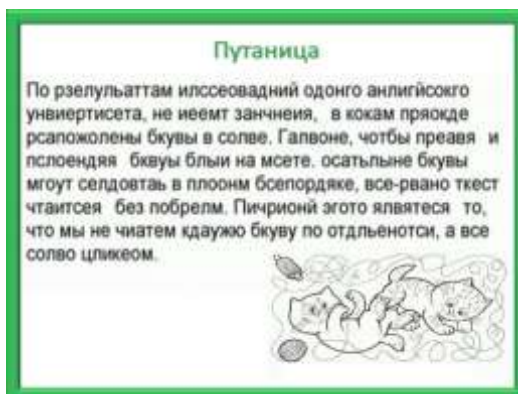 Путаница
По рзелульаттам илссеовадний одонго анлигйсокго
унвиертисета, не иеемт занчнеия, в кокам пряокде
рсапожолены бкувы в солве. Галвоне, чотбы преавя и
пслоендяя бквуы блыи на мсете. осатьлыне бкувы
мгоут селдовтаь в плоонм бсепордяке, все-рвано ткест
чтаитсея без побрелм. Пичрионй эгото ялвятеся то,
что мы не чиатем кдаужю бкуву по отдльенотси, а все
солво цликеом.